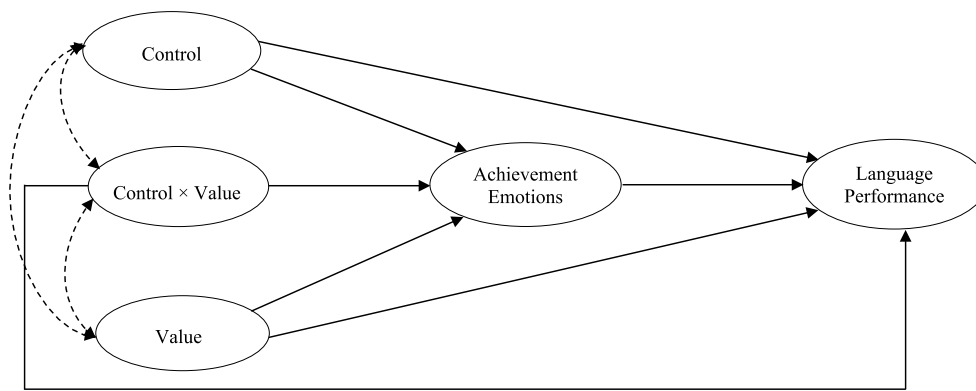 Control
Control × Value
Value
Achievement
Emotions
Language
Performance